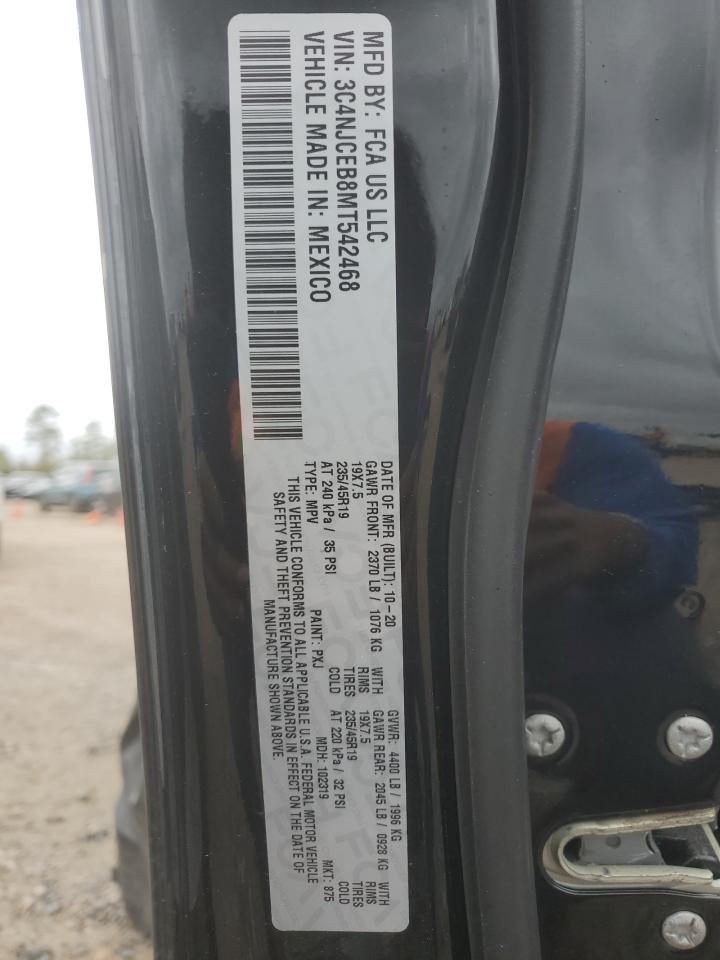 MFD BY: FCA US LLC
VIN: 3C4NJCEB8MT542468
VEHICLE MADE IN: MEXICO
DATE OF MFR (BUILT): 10-20 GVWR: 4400 LB / 1996 KG
GAWR FRONT: 2370 LB / 1076 KG WITH GAWR REAR: 2045 LB / 0928 KG WITH
19X7.5 RIMS 19X7.5 RIMS
235/45R19 TIRES 235/45R19 TIRES
AT 240 kPa / 35 PSI COLD AT 220 kPa / 32 PSI COLD
TYPE: MPV PAINT: PXJ MDH: 102319 MKT: 875
THIS VEHICLE CONFORMS TO ALL APPLICABLE U.S.A. FEDERAL MOTOR VEHICLE
SAFETY AND THEFT PREVENTION STANDARDS IN EFFECT ON THE DATE OF
MANUFACTURE SHOWN ABOVE.